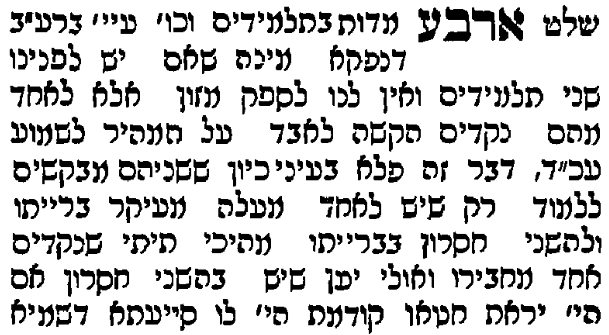 שלט ארבע מדות בתלמידים וכו׳ עיי׳ ברע״ב
דנפקא מינה שאם יש לפנינו
שני תלמידים ואין לנו לספק מזון אלא לאחד
מהם נקדים הקשה לאבד על המהיר לשמוע
עכ״ד, דבר זה פלא בעיני כיון ששניהם מבקשים
ללמוד רק שיש לאחד מעלה מעיקר ברייתו
ולהשני חסרון בברייתו מהיכי תיתי שנקדים
אחד מחבירו ואולי יען שיש בהשני חסרון אם
הי׳ יראת חטאו קודמת הי׳ לו סייעתא דשמיא